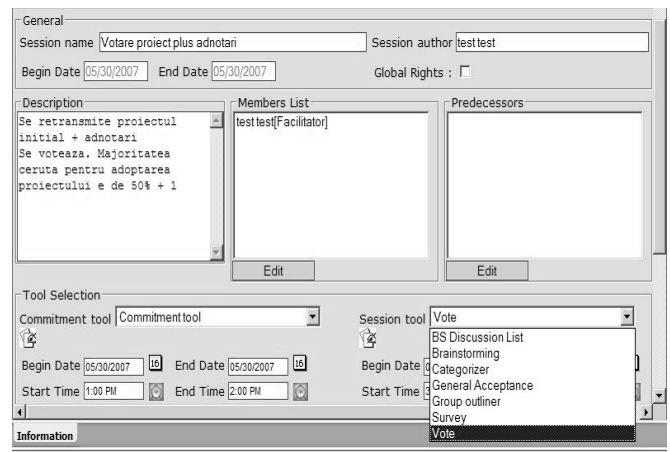 General
Session name Votare proiect plus adnotari Session author test test
Begin Date 05/30/2007 End Date 05/30/2007 Global Rights :
Description
Se retransmite proiectul
initial + adnotari
Se voteaza. Majoritatea
ceruta pentru adoptarea
proiectului e de 50% + 1
Members List
test test[Facilitator]
Edit
Predecessors
Edit
Tool Selection
Commitment tool Commitment tool
Begin Date 05/30/2007 16 End Date 05/30/2007 16
Start Time 1:00 PM End Time 2:00 PM
Session tool Vote
Begin Date
Start Time
BS Discussion List
Brainstorming
Categorizer
General Acceptance
Group outliner
Survey
Vote
Information